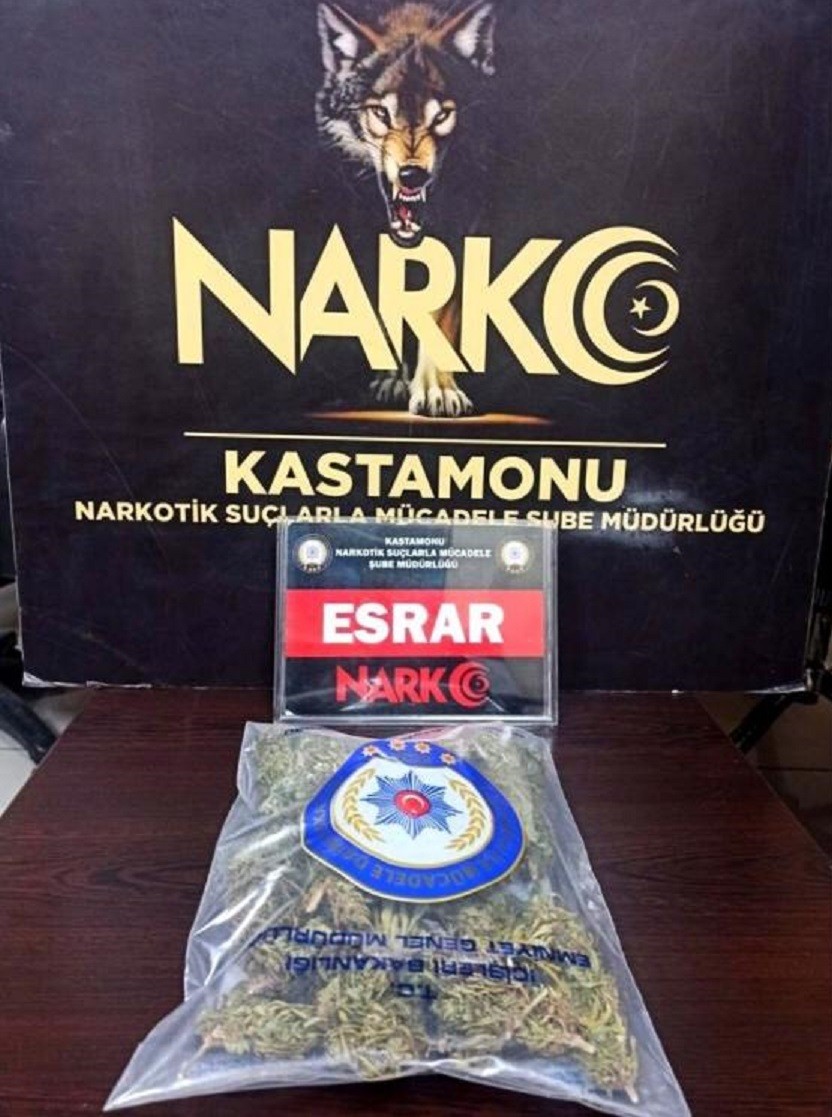 NARKO
KASTAMONU
NARKOTİK SUÇLARLA MÜCADELE ŞUBE MÜDÜRLÜĞÜ
KASTAMONU
NARKOTİK SUÇLARLA MÜCADELE
ŞUBE MÜDÜRLÜĞÜ
ESRAR
NARKO
MÜCADELE
T.C.
İÇİŞLERİ BAKANLIĞI
EMNİYET GENEL